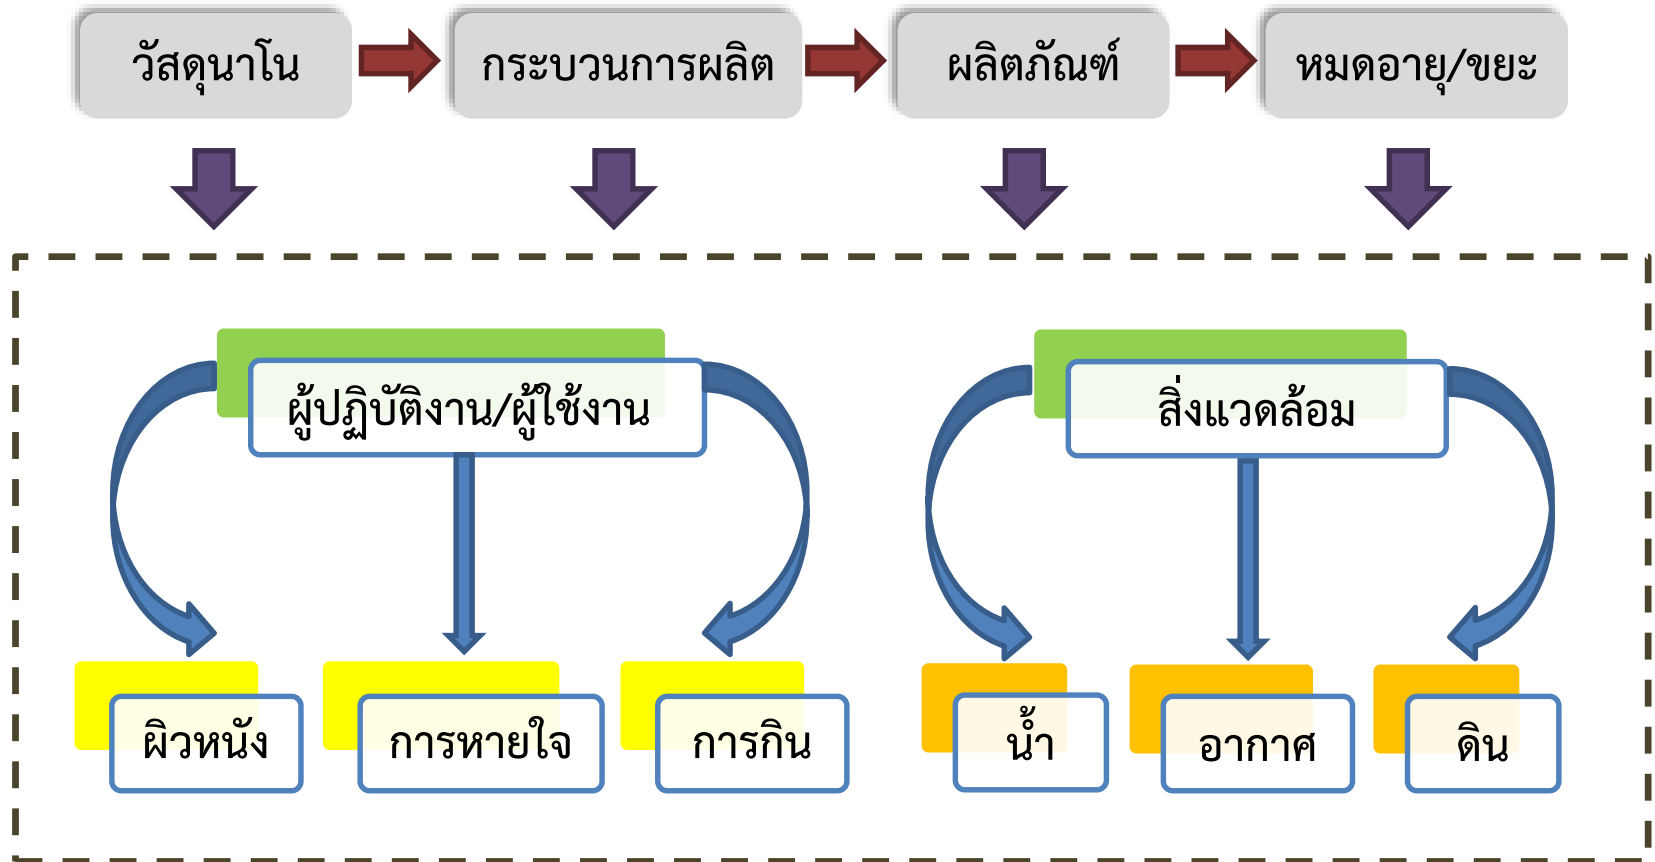 วัสดุนาโน
กระบวนการผลิต
ผลิตภัณฑ์
หมดอายุ/ขยะ
ผู้ปฏิบัติงาน/ผู้ใช้งาน
สิ่งแวดล้อม
ผิวหนัง
การหายใจ
การกิน
น้ำ
อากาศ
ดิน